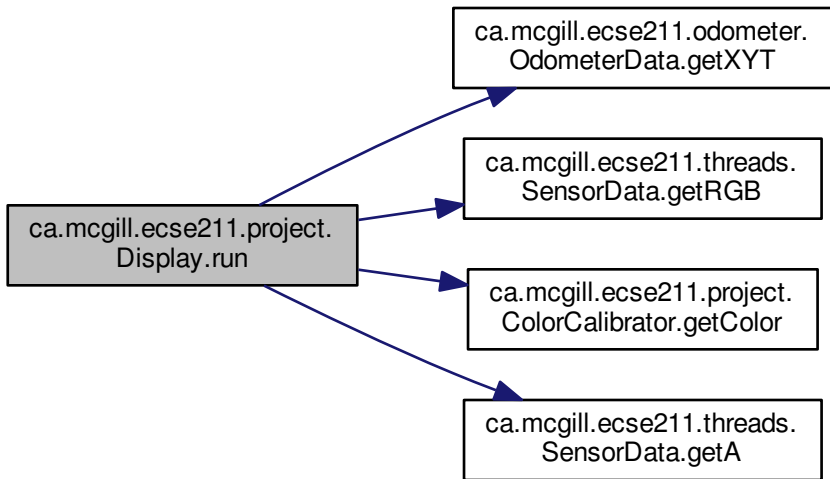 ca.mcgill.ecse211.odometer.
OdometerData.getXYT
ca.mcgill.ecse211.threads.
SensorData.getRGB
ca.mcgill.ecse211.project.
Display.run
ca.mcgill.ecse211.project.
ColorCalibrator.getColor
ca.mcgill.ecse211.threads.
SensorData.getA